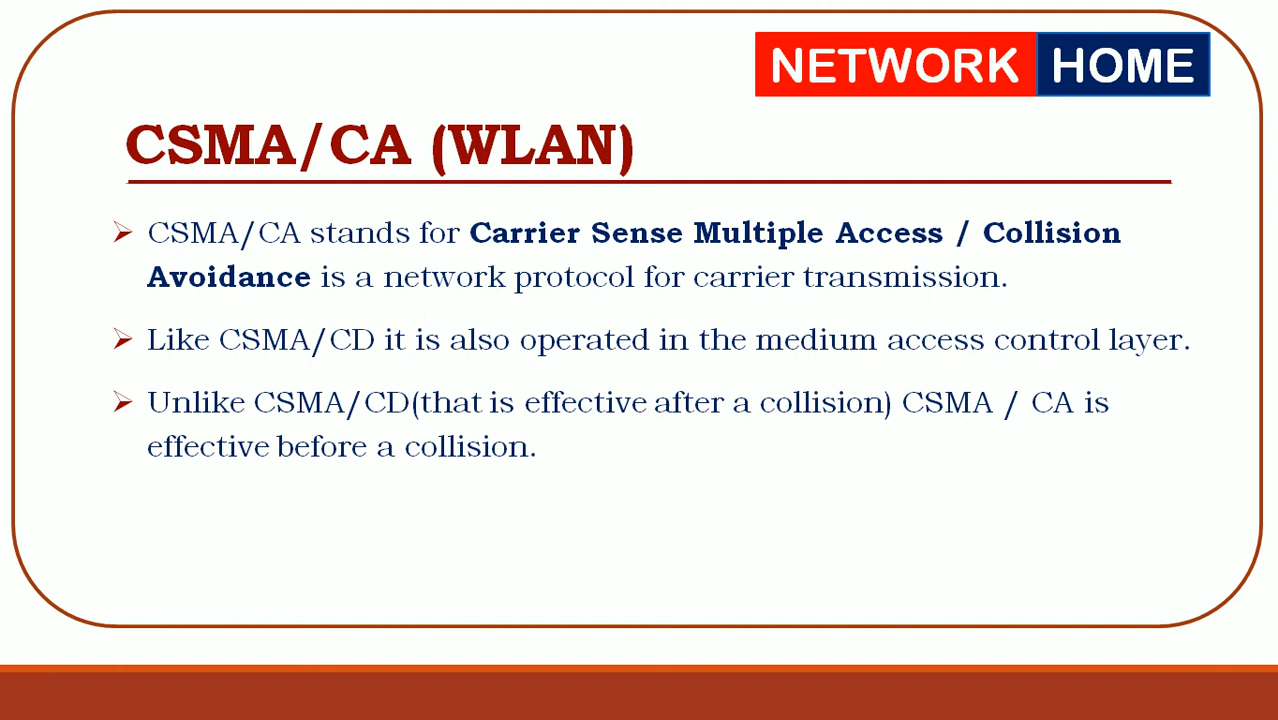 NETWORK HOME
CSMA/CA (WLAN)
CSMA/CA stands for Carrier Sense Multiple Access / Collision
Avoidance is a network protocol for carrier transmission.
Like CSMA/CD it is also operated in the medium access control layer.
Unlike CSMA/CD(that is effective after a collision) CSMA / CA is
effective before a collision.